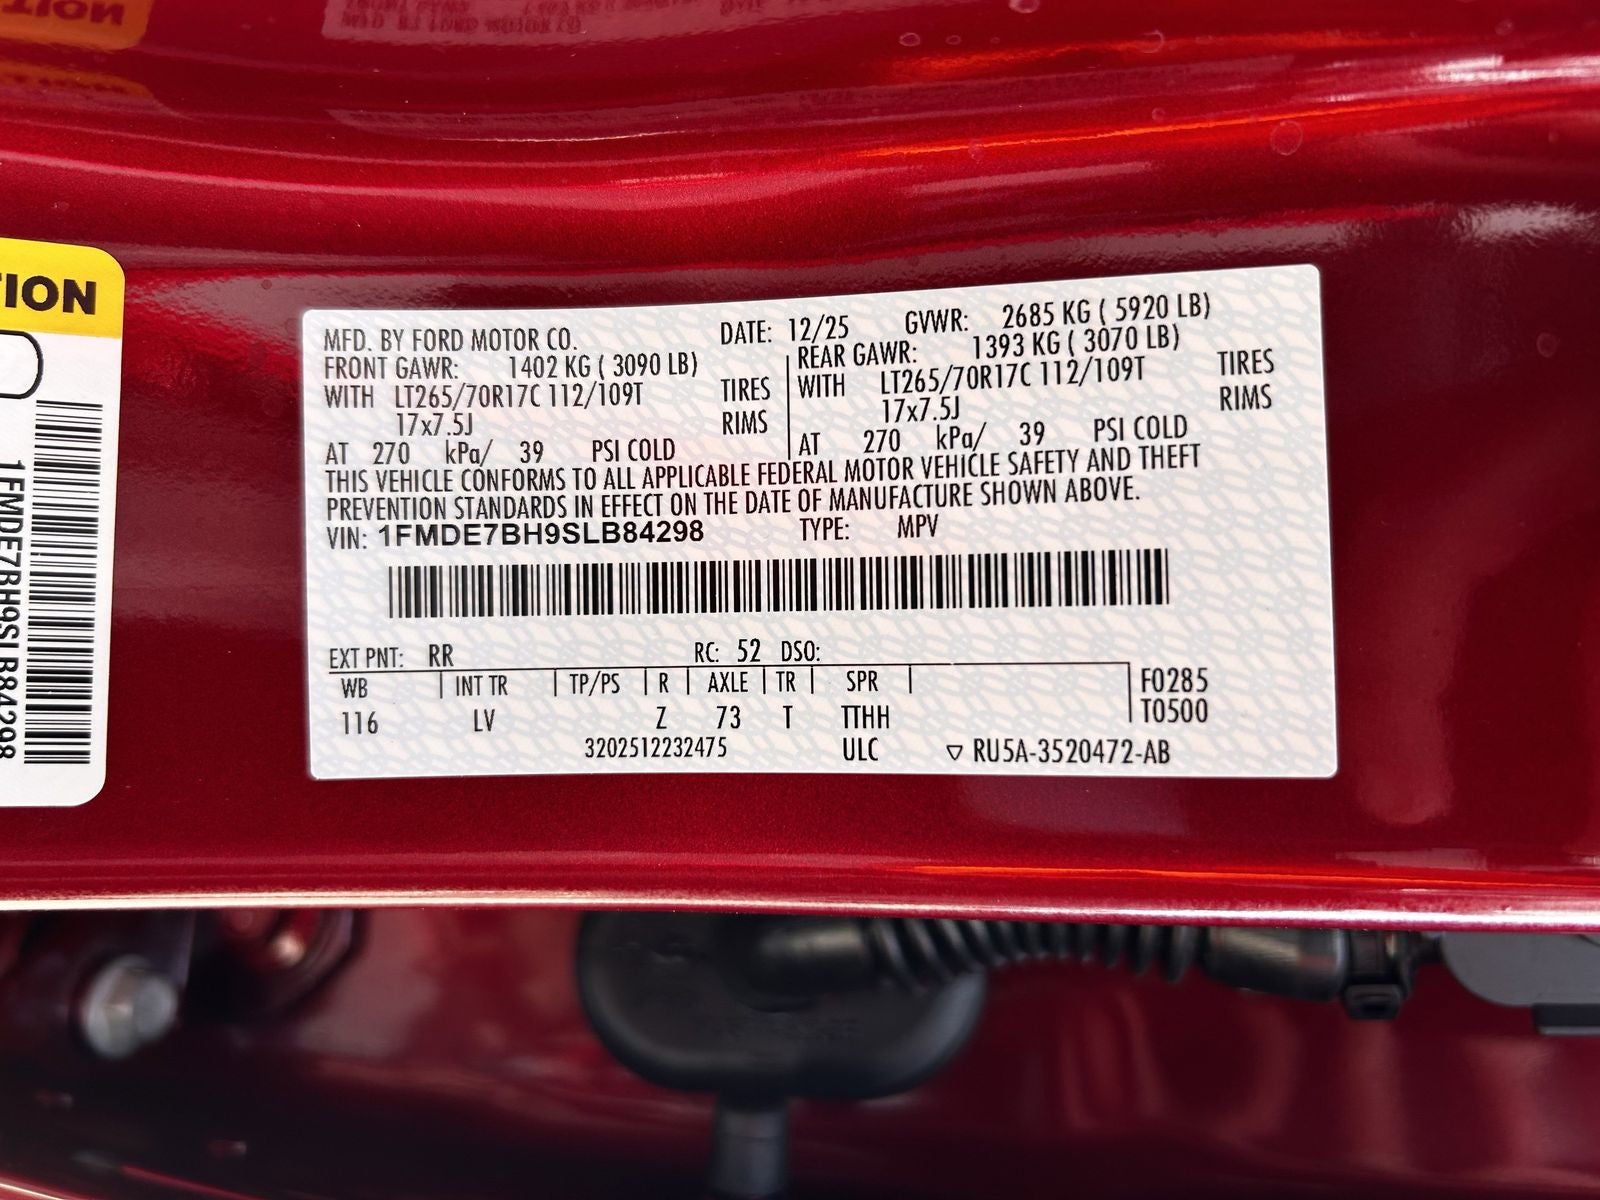 TION
1FMDE7BH9SLB84298
MFD. BY FORD MOTOR CO. DATE: 12/25 GVWR: 2685 KG ( 5920 LB)
FRONT GAWR: 1402 KG ( 3090 LB) REAR GAWR: 1393 KG ( 3070 LB)
WITH LT265/70R17C 112/109T TIRES WITH LT265/70R17C 112/109T TIRES
17x7.5J RIMS 17x7.5J RIMS
AT 270 kPa/ 39 PSI COLD AT 270 kPa/ 39 PSI COLD
THIS VEHICLE CONFORMS TO ALL APPLICABLE FEDERAL MOTOR VEHICLE SAFETY AND THEFT
PREVENTION STANDARDS IN EFFECT ON THE DATE OF MANUFACTURE SHOWN ABOVE.
VIN: 1FMDE7BH9SLB84298 TYPE: MPV
EXT PNT: RR RC: 52 DSO:
WB INT TR TP/PS R AXLE TR SPR F0285
116 LV Z 73 T TTHH T0500
3202512232475 ULC ▽ RU5A-3520472-AB